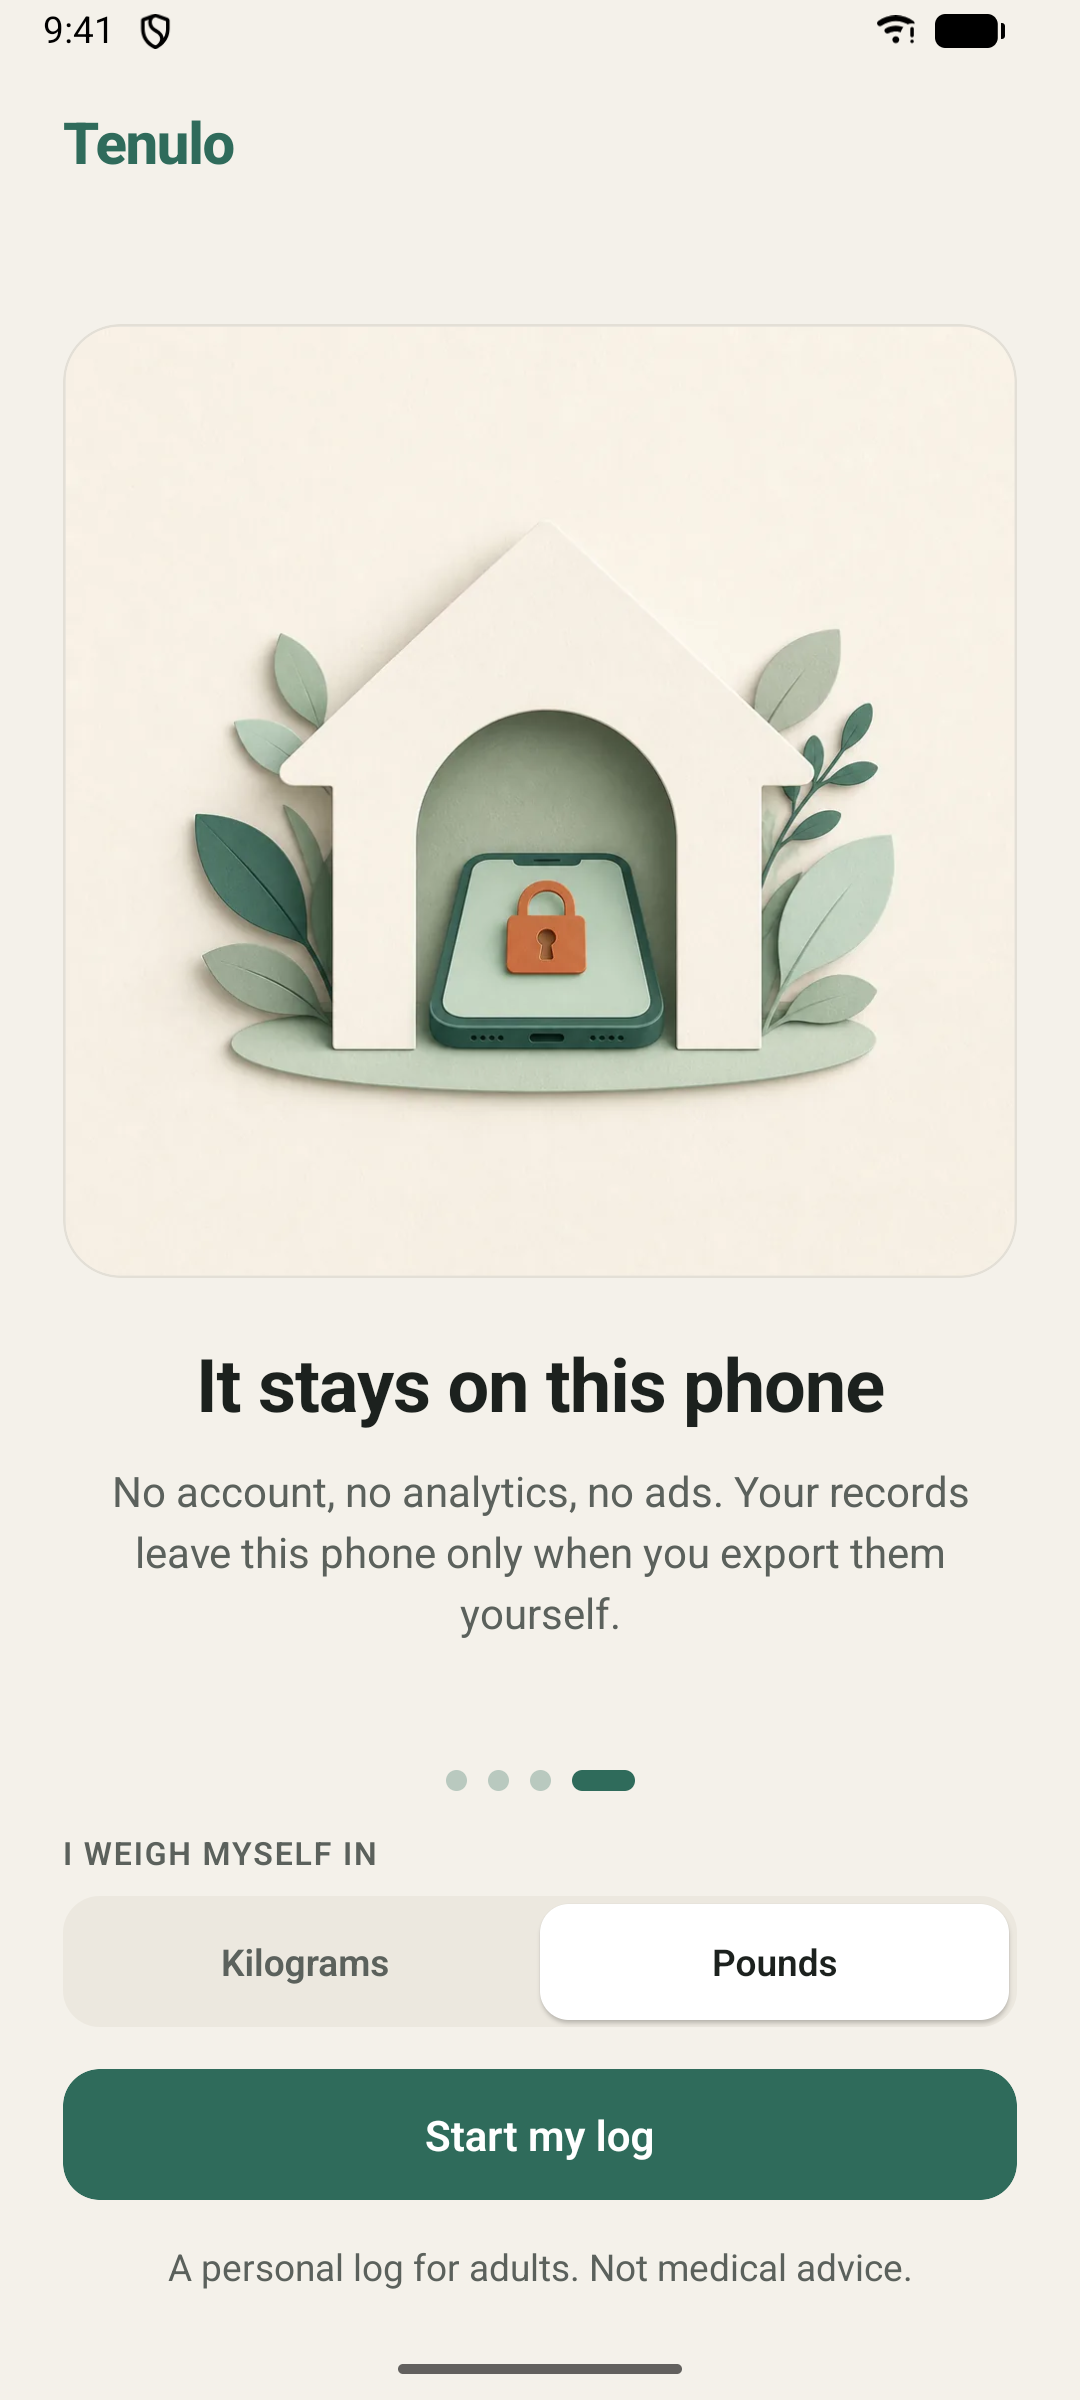 9:41
Tenulo
It stays on this phone
No account, no analytics, no ads. Your records
leave this phone only when you export them
yourself.
I WEIGH MYSELF IN
Kilograms
Pounds
Start my log
A personal log for adults. Not medical advice.